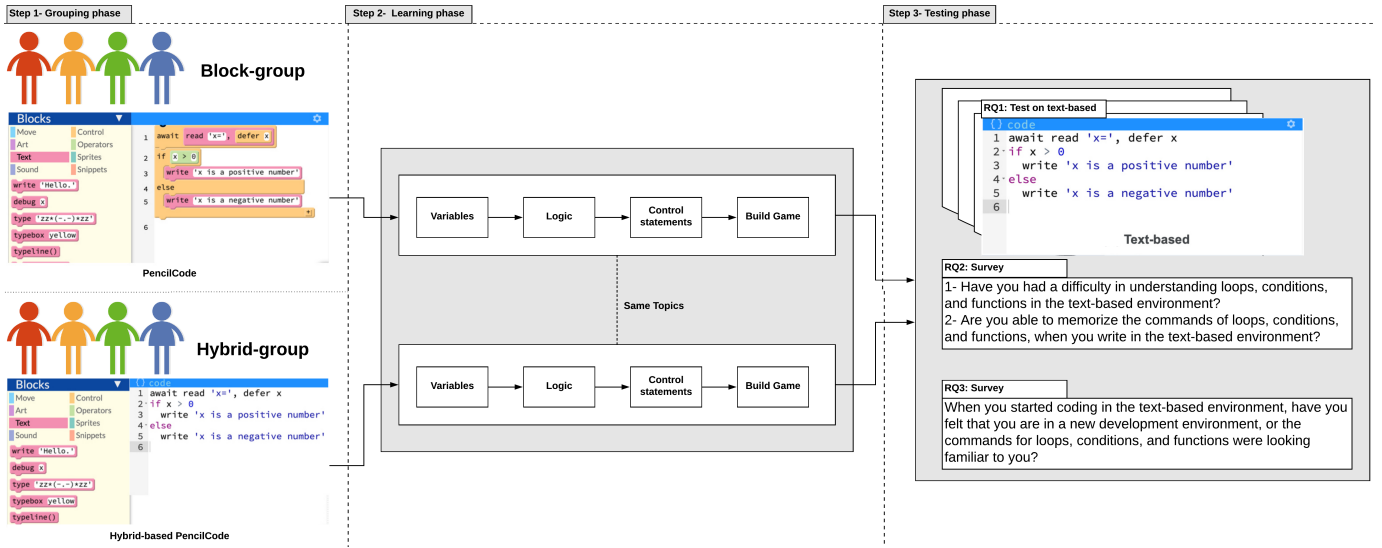 Step 1- Grouping phase
Step 2- Learning phase
Step 3- Testing phase
Block-group
Blocks
Move
Control
Art
Operators
Text
Sprites
Sound
Snippets
write 'Hello.'
debug x
type 'zz*(-.-)*zz'
typebox yellow
typeline()
1 await read 'x=', defer x
2 if x > 0
3 write 'x is a positive number'
4 else
5 write 'x is a negative number'
6
PencilCode
Hybrid-group
Blocks
Move
Control
Art
Operators
Text
Sprites
Sound
Snippets
write 'Hello.'
debug x
type 'zz*(-.-)*zz'
typebox yellow
typeline()
{} code
1 await read 'x=', defer x
2 if x > 0
3 write 'x is a positive number'
4 else
5 write 'x is a negative number'
6
Hybrid-based PencilCode
Variables
Logic
Control
statements
Build Game
Same Topics
Variables
Logic
Control
statements
Build Game
RQ1: Test on text-based
{} code
1 await read 'x=', defer x
2 if x > 0
3 write 'x is a positive number'
4 else
5 write 'x is a negative number'
6
Text-based
RQ2: Survey
1- Have you had a difficulty in understanding loops, conditions,
and functions in the text-based environment?
2- Are you able to memorize the commands of loops, conditions,
and functions, when you write in the text-based environment?
RQ3: Survey
When you started coding in the text-based environment, have you
felt that you are in a new development environment, or the
commands for loops, conditions, and functions were looking
familiar to you?